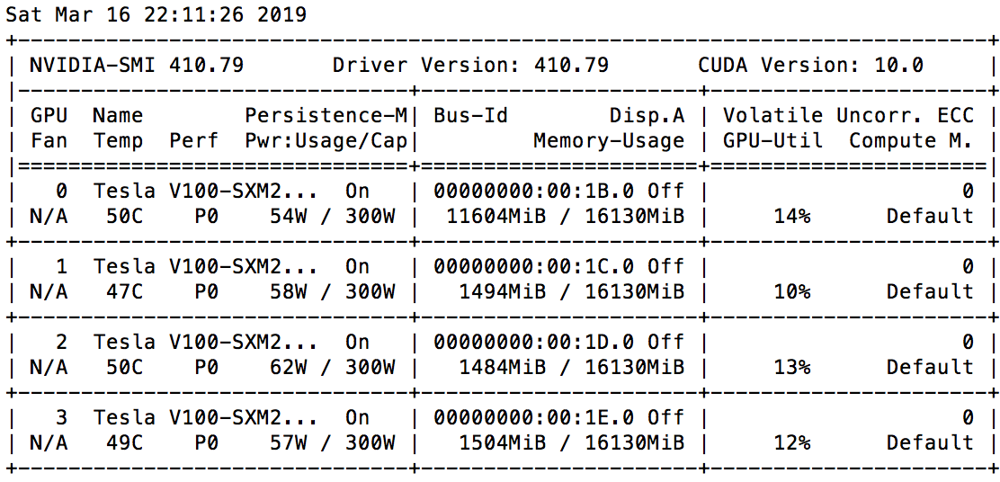 Sat Mar 16 22:11:26 2019
+-----------------------------------------------------------------------------+
| NVIDIA-SMI 410.79       Driver Version: 410.79       CUDA Version: 10.0     |
|-------------------------------+----------------------+----------------------+
| GPU  Name        Persistence-M| Bus-Id        Disp.A | Volatile Uncorr. ECC |
| Fan  Temp  Perf  Pwr:Usage/Cap|         Memory-Usage | GPU-Util  Compute M. |
|===============================+======================+======================|
|   0  Tesla V100-SXM2...  On   | 00000000:00:1B.0 Off |                    0 |
| N/A   50C    P0    54W / 300W |  11604MiB / 16130MiB |     14%      Default |
+-------------------------------+----------------------+----------------------+
|   1  Tesla V100-SXM2...  On   | 00000000:00:1C.0 Off |                    0 |
| N/A   47C    P0    58W / 300W |   1494MiB / 16130MiB |     10%      Default |
+-------------------------------+----------------------+----------------------+
|   2  Tesla V100-SXM2...  On   | 00000000:00:1D.0 Off |                    0 |
| N/A   50C    P0    62W / 300W |   1484MiB / 16130MiB |     13%      Default |
+-------------------------------+----------------------+----------------------+
|   3  Tesla V100-SXM2...  On   | 00000000:00:1E.0 Off |                    0 |
| N/A   49C    P0    57W / 300W |   1504MiB / 16130MiB |     12%      Default |
+-------------------------------+----------------------+----------------------+